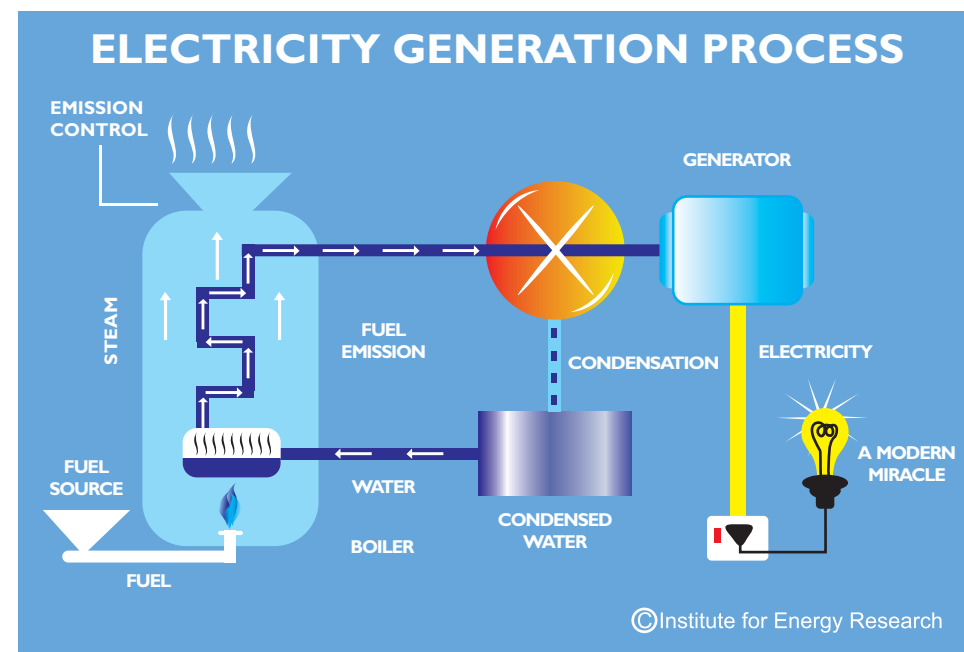 ELECTRICITY GENERATION PROCESS
EMISSION
CONTROL
GENERATOR
STEAM
FUEL
EMISSION
CONDENSATION
ELECTRICITY
FUEL
SOURCE
WATER
CONDENSED
WATER
A MODERN
MIRACLE
BOILER
FUEL
©Institute for Energy Research